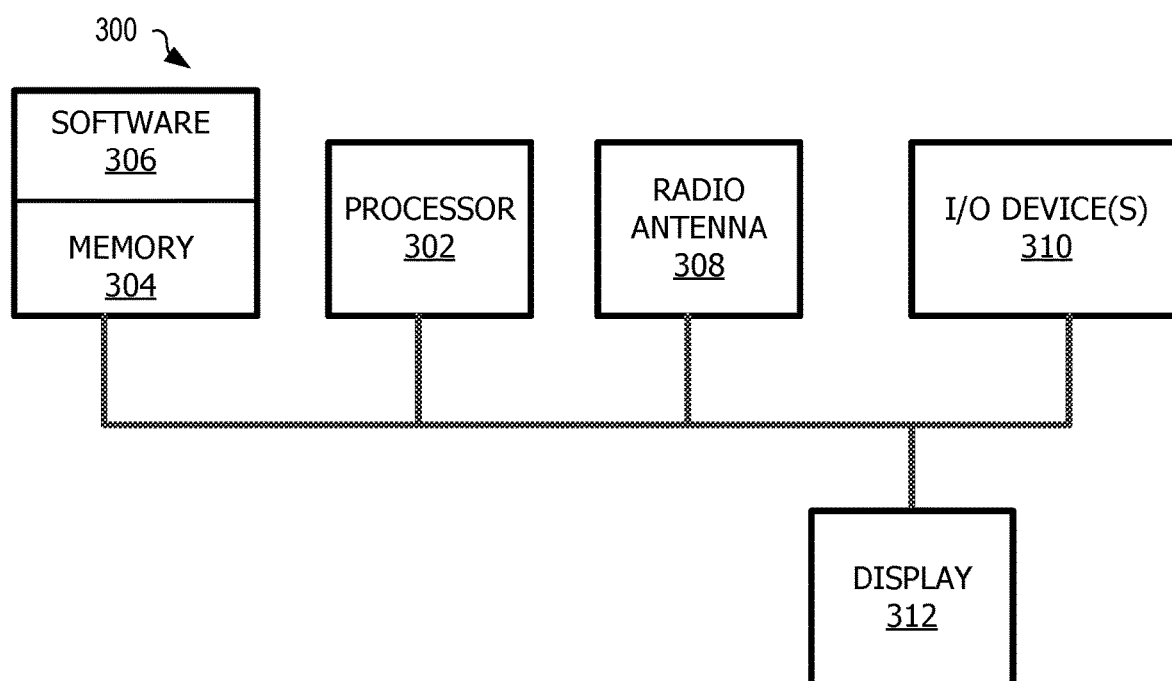 300
SOFTWARE
306
MEMORY
304
PROCESSOR
302
RADIO
ANTENNA
308
I/O DEVICE(S)
310
DISPLAY
312